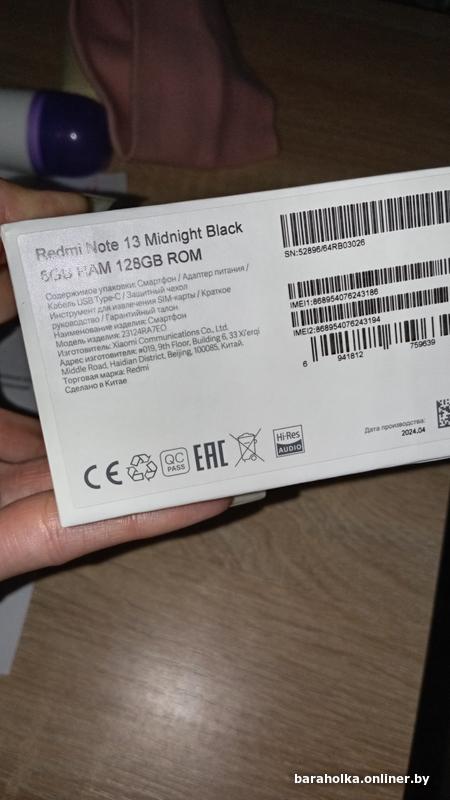 Redmi Note 13 Midnight Black
6GB RAM 128GB ROM
Содержимое упаковки: Смартфон / Адаптер питания /
Кабель USB Type-C / Защитный чехол
Инструмент для извлечения SIM-карты / Краткое
руководство / Гарантийный талон
Наименование изделия: Смартфон
Модель изделия: 23124RA7EO
Изготовитель: Xiaomi Communications Co., Ltd.
Адрес изготовителя: #019, 9th Floor, Building 6, 33 Xi'erqi
Middle Road, Haidian District, Beijing, 100085, Китай.
Торговая марка: Redmi
Сделано в Китае
SN:52896/64RB03026
IMEI1:868954076243186
IMEI2:868954076243194
6 941812 759639
Дата производства:
2024.04
CE
QC
PASS
EAC
Hi-Res
AUDIO
baraholka.onliner.by